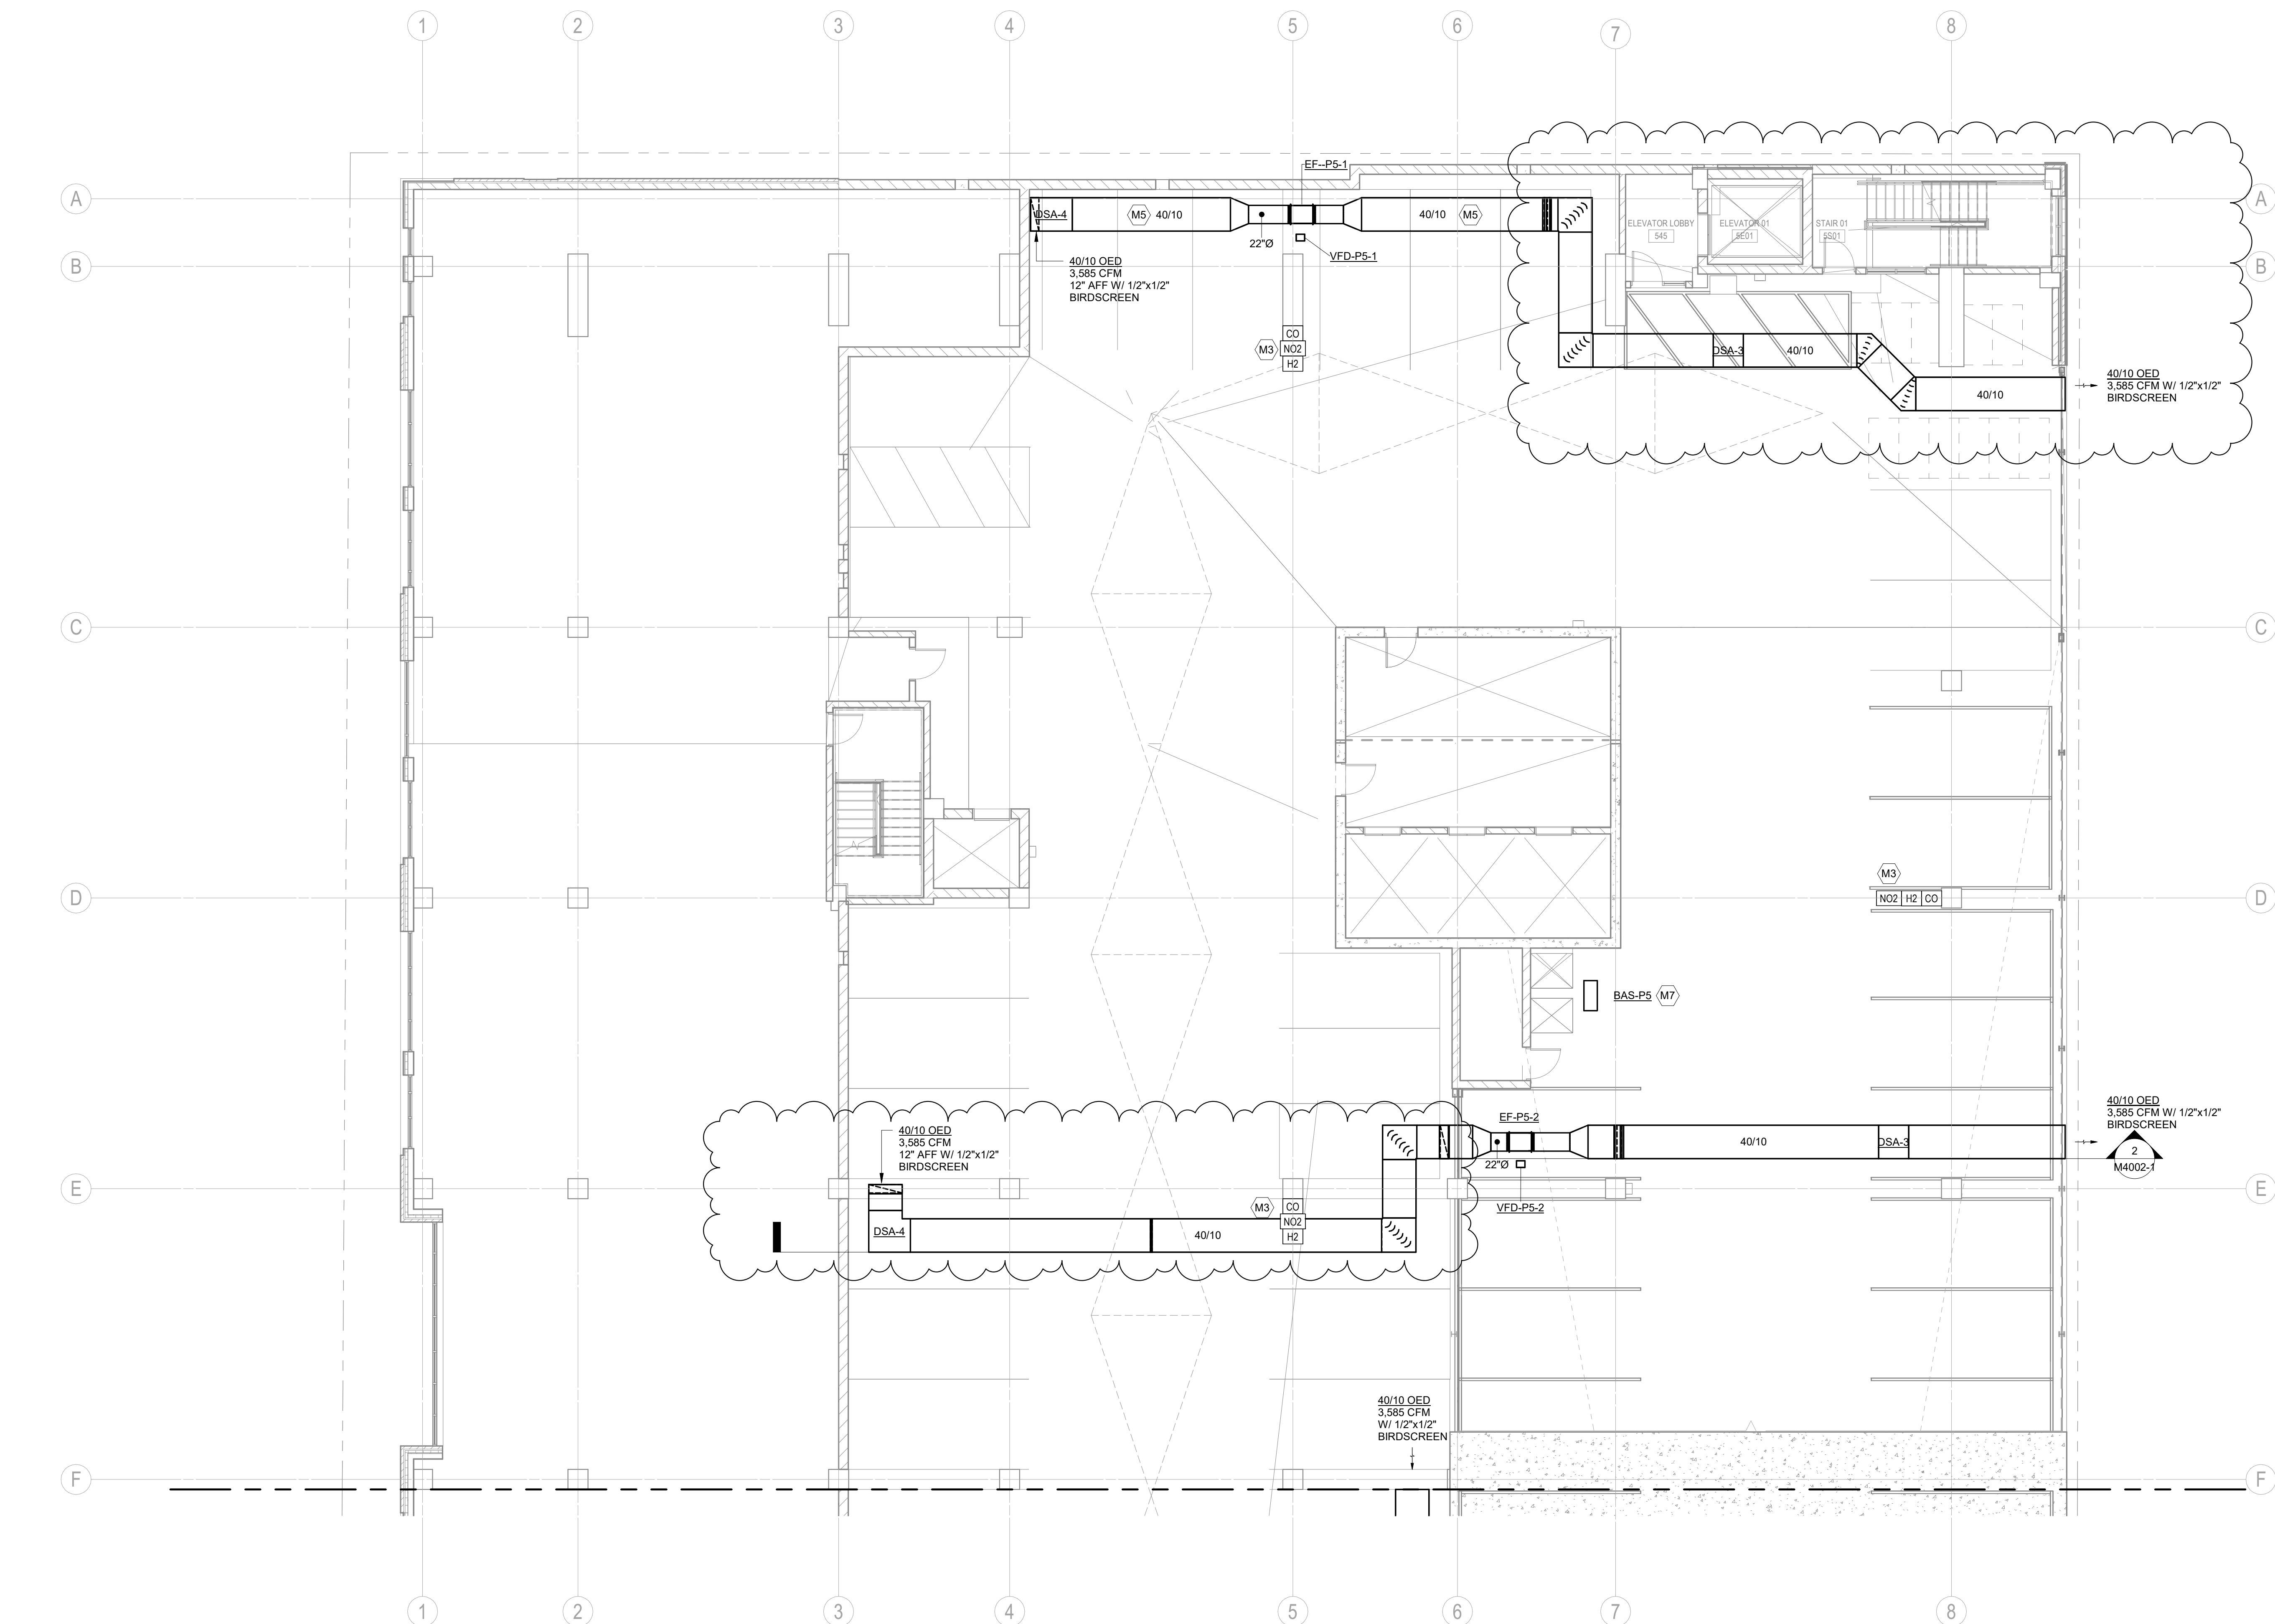 1 2 3 4 5 6 7 8
EF--P5-1
A
A
DSA-4
M5
40/10
40/10
M5
ELEVATOR LOBBY
545
ELEVATOR 01
5E01
STAIR 01
5S01
22"Ø
VFD-P5-1
B
B
40/10 OED
3,585 CFM
12" AFF W/ 1/2"x1/2"
BIRDSCREEN
M3
CO
NO2
H2
DSA-3
40/10
40/10
40/10 OED
3,585 CFM W/ 1/2"x1/2"
BIRDSCREEN
C
C
M3
NO2 H2 CO
D
D
BAS-P5
M7
40/10 OED
3,585 CFM
12" AFF W/ 1/2"x1/2"
BIRDSCREEN
EF-P5-2
22"Ø
40/10
DSA-3
40/10 OED
3,585 CFM W/ 1/2"x1/2"
BIRDSCREEN
2
M4002-1
E
E
VFD-P5-2
M3
CO
NO2
H2
DSA-4
40/10
40/10 OED
3,585 CFM
W/ 1/2"x1/2"
BIRDSCREEN
F
F
1 2 3 4 5 6 7 8